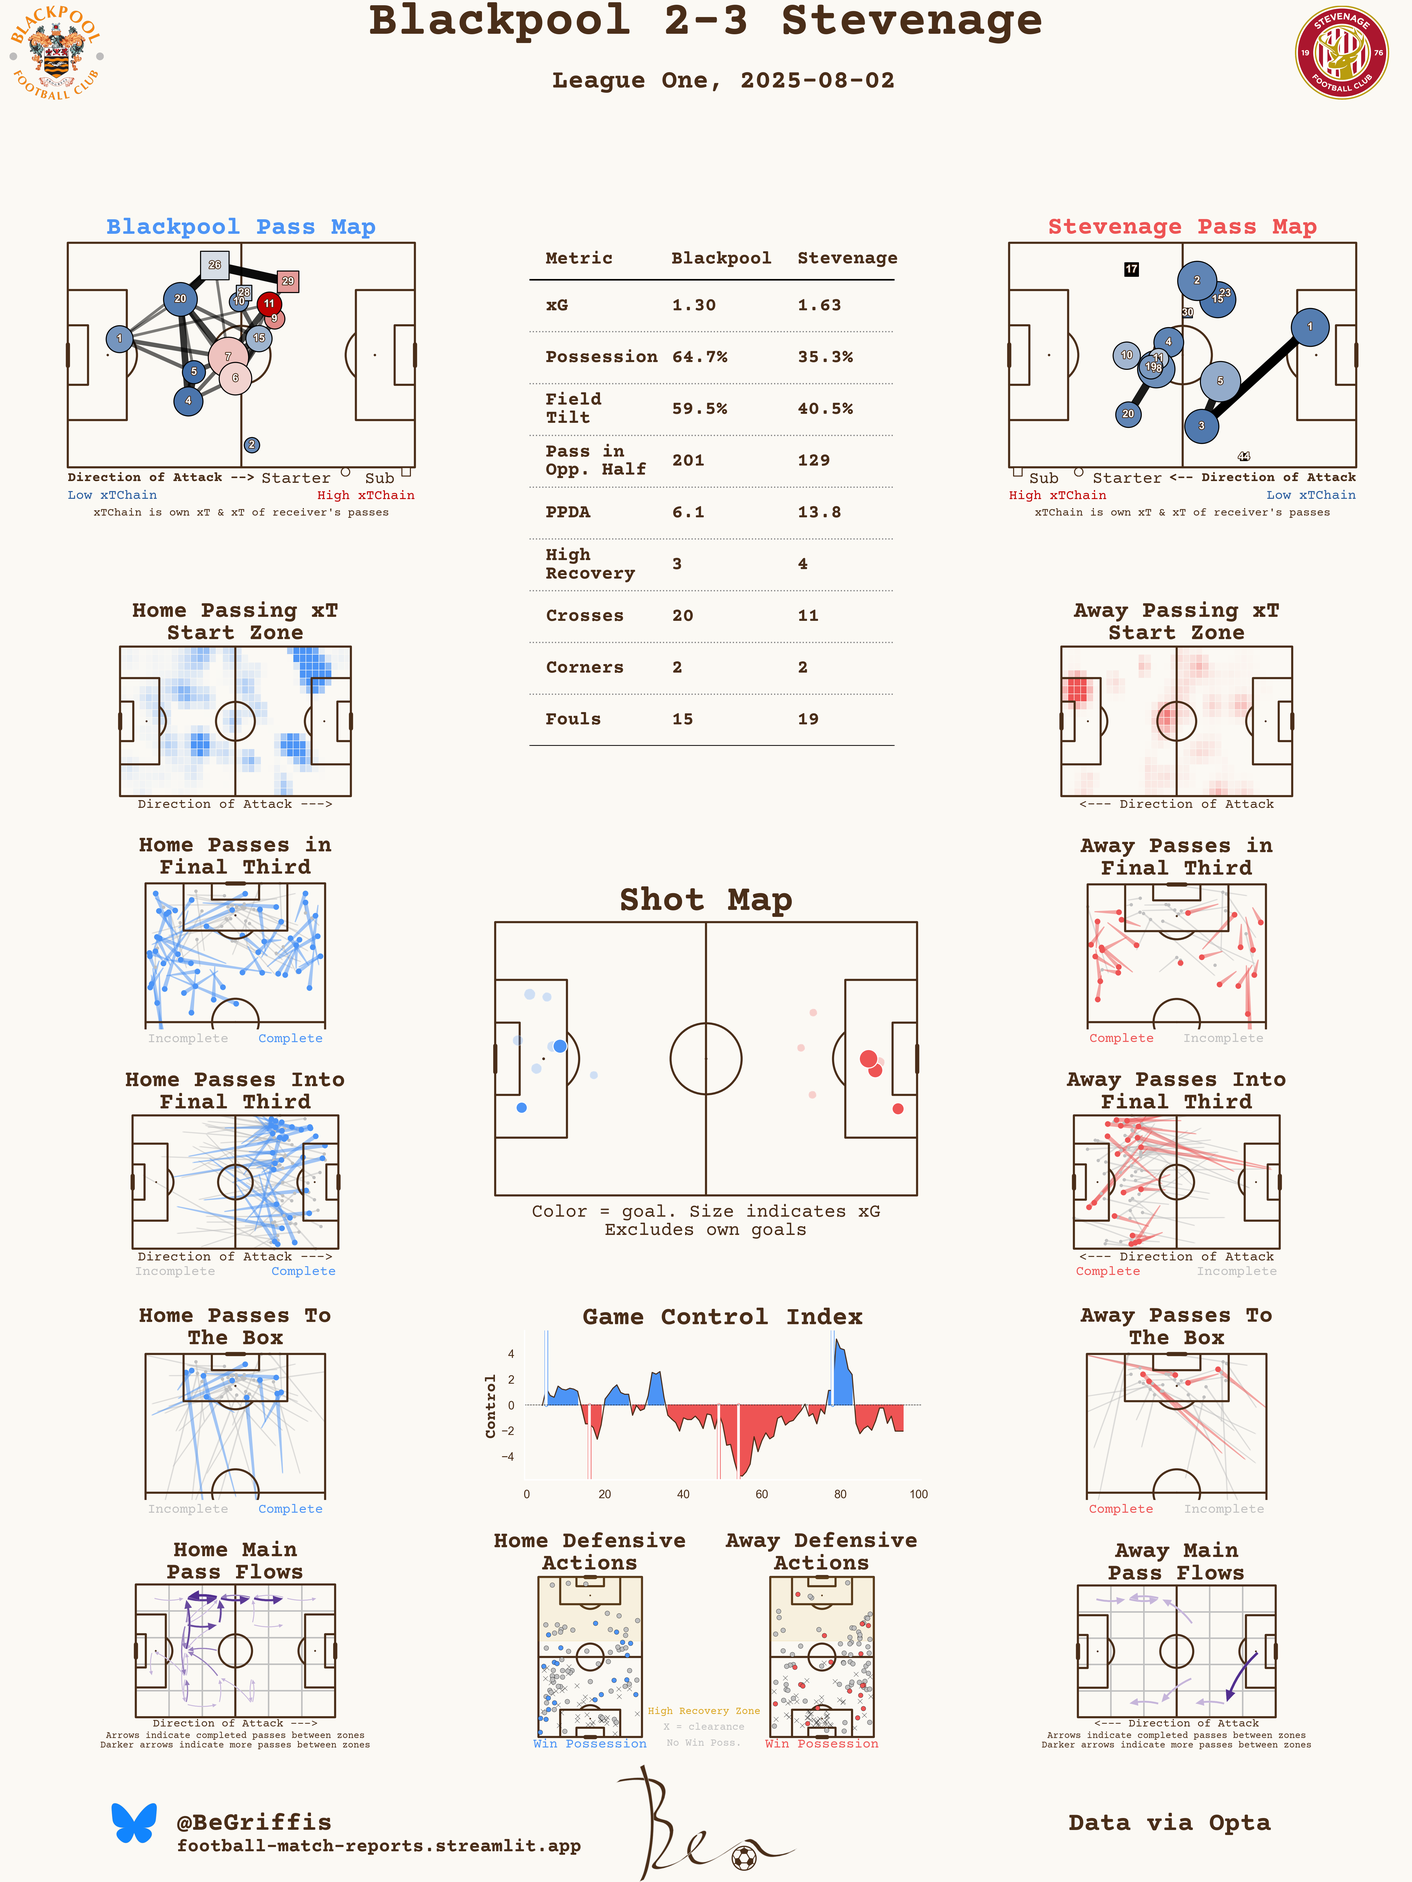 Blackpool 2-3 Stevenage
League One, 2025-08-02
BLACKPOOL
FOOTBALL CLUB
STEVENAGE
19 76
FOOTBALL CLUB
Blackpool Pass Map
26
29
28
20
10
11
9
1
15
7
5
6
4
2
Direction of Attack --> Starter Sub
Low xTChain High xTChain
xTChain is own xT & xT of receiver's passes
Metric Blackpool Stevenage
xG 1.30 1.63
Possession 64.7% 35.3%
Field
Tilt 59.5% 40.5%
Pass in
Opp. Half 201 129
PPDA 6.1 13.8
High
Recovery 3 4
Crosses 20 11
Corners 2 2
Fouls 15 19
Stevenage Pass Map
17
2
23
15
30
1
4
10
11
19
8
5
20
3
44
Sub Starter <-- Direction of Attack
High xTChain Low xTChain
xTChain is own xT & xT of receiver's passes
Home Passing xT
Start Zone
Direction of Attack --->
Away Passing xT
Start Zone
<--- Direction of Attack
Home Passes in
Final Third
Incomplete Complete
Away Passes in
Final Third
Complete Incomplete
Shot Map
Color = goal. Size indicates xG
Excludes own goals
Home Passes Into
Final Third
Direction of Attack --->
Incomplete Complete
Away Passes Into
Final Third
<--- Direction of Attack
Complete Incomplete
Home Passes To
The Box
Incomplete Complete
Game Control Index
Control
4
2
0
−2
−4
0 20 40 60 80 100
Away Passes To
The Box
Complete Incomplete
Home Main
Pass Flows
Direction of Attack --->
Arrows indicate completed passes between zones
Darker arrows indicate more passes between zones
Home Defensive
Actions
Win Possession
Away Defensive
Actions
Win Possession
High Recovery Zone
X = clearance
No Win Poss.
Away Main
Pass Flows
<--- Direction of Attack
Arrows indicate completed passes between zones
Darker arrows indicate more passes between zones
@BeGriffis
football-match-reports.streamlit.app
Ben
Data via Opta